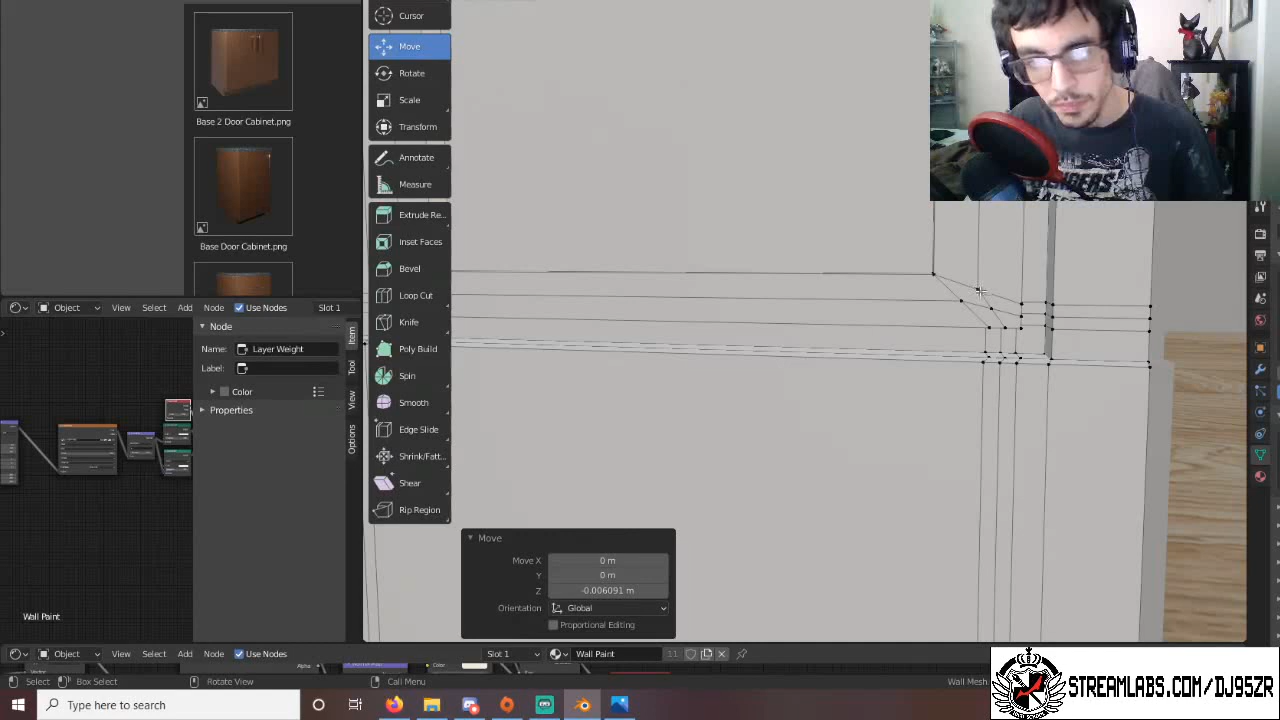 Cursor
Move
Rotate
Scale
Transform
Annotate
Measure
Extrude Re...
Inset Faces
Bevel
Loop Cut
Knife
Poly Build
Spin
Smooth
Edge Slide
Shrink/Fatt...
Shear
Rip Region
Base 2 Door Cabinet.png
Base Door Cabinet.png
Object View Select Add Node Use Nodes Slot 1
Node
Name: Layer Weight
Label:
Color
Properties
Item
Tool
View
Options
Wall Paint
Move
Move X 0 m
Y 0 m
Z -0.006091 m
Orientation Global
Proportional Editing
Object View Select Add Node Use Nodes Slot 1 Wall Paint 11
Select Box Select Rotate View Call Menu Wall Mesh
Type here to search
STREAMLABS.COM/DJ95ZR